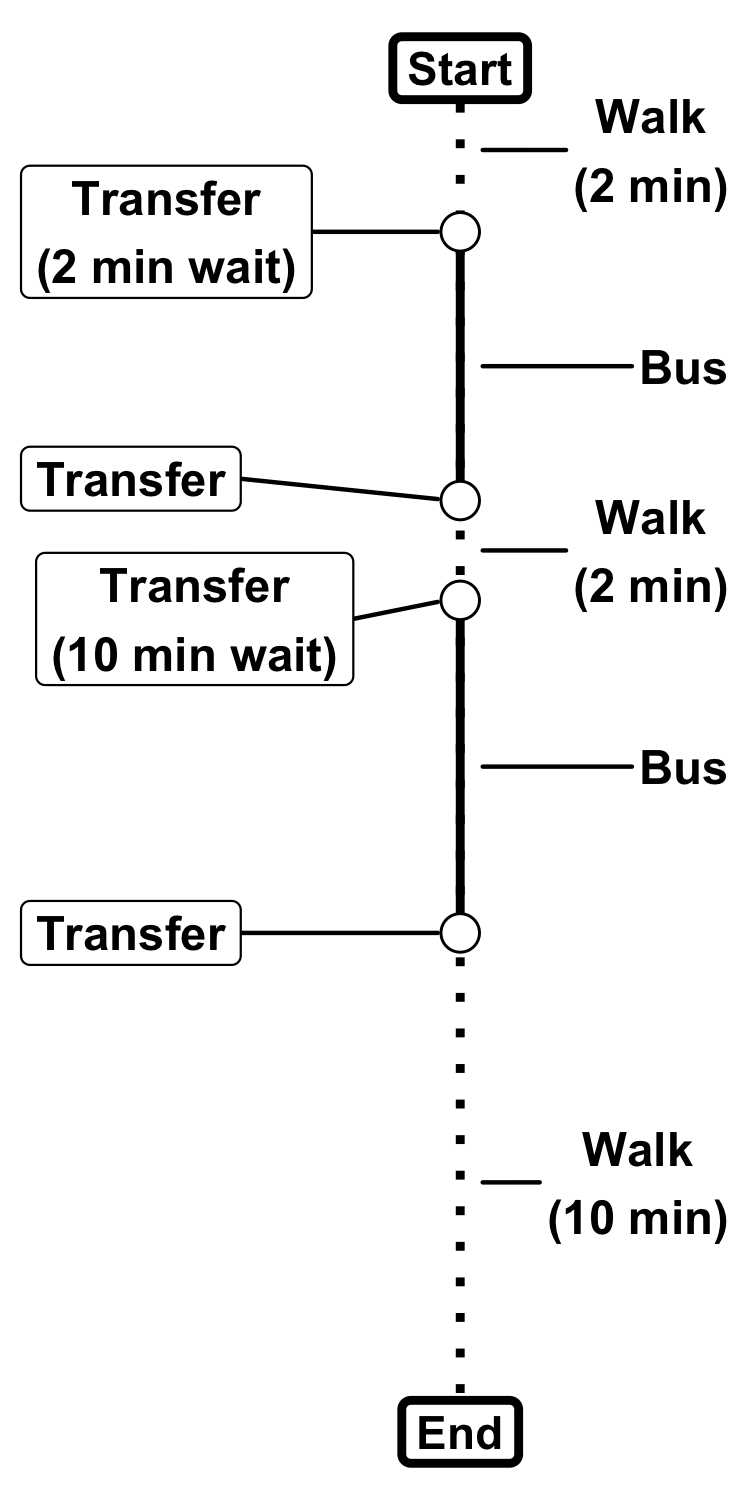 Start
Walk
(2 min)
Transfer
(2 min wait)
Bus
Transfer
Walk
(2 min)
Transfer
(10 min wait)
Bus
Transfer
Walk
(10 min)
End